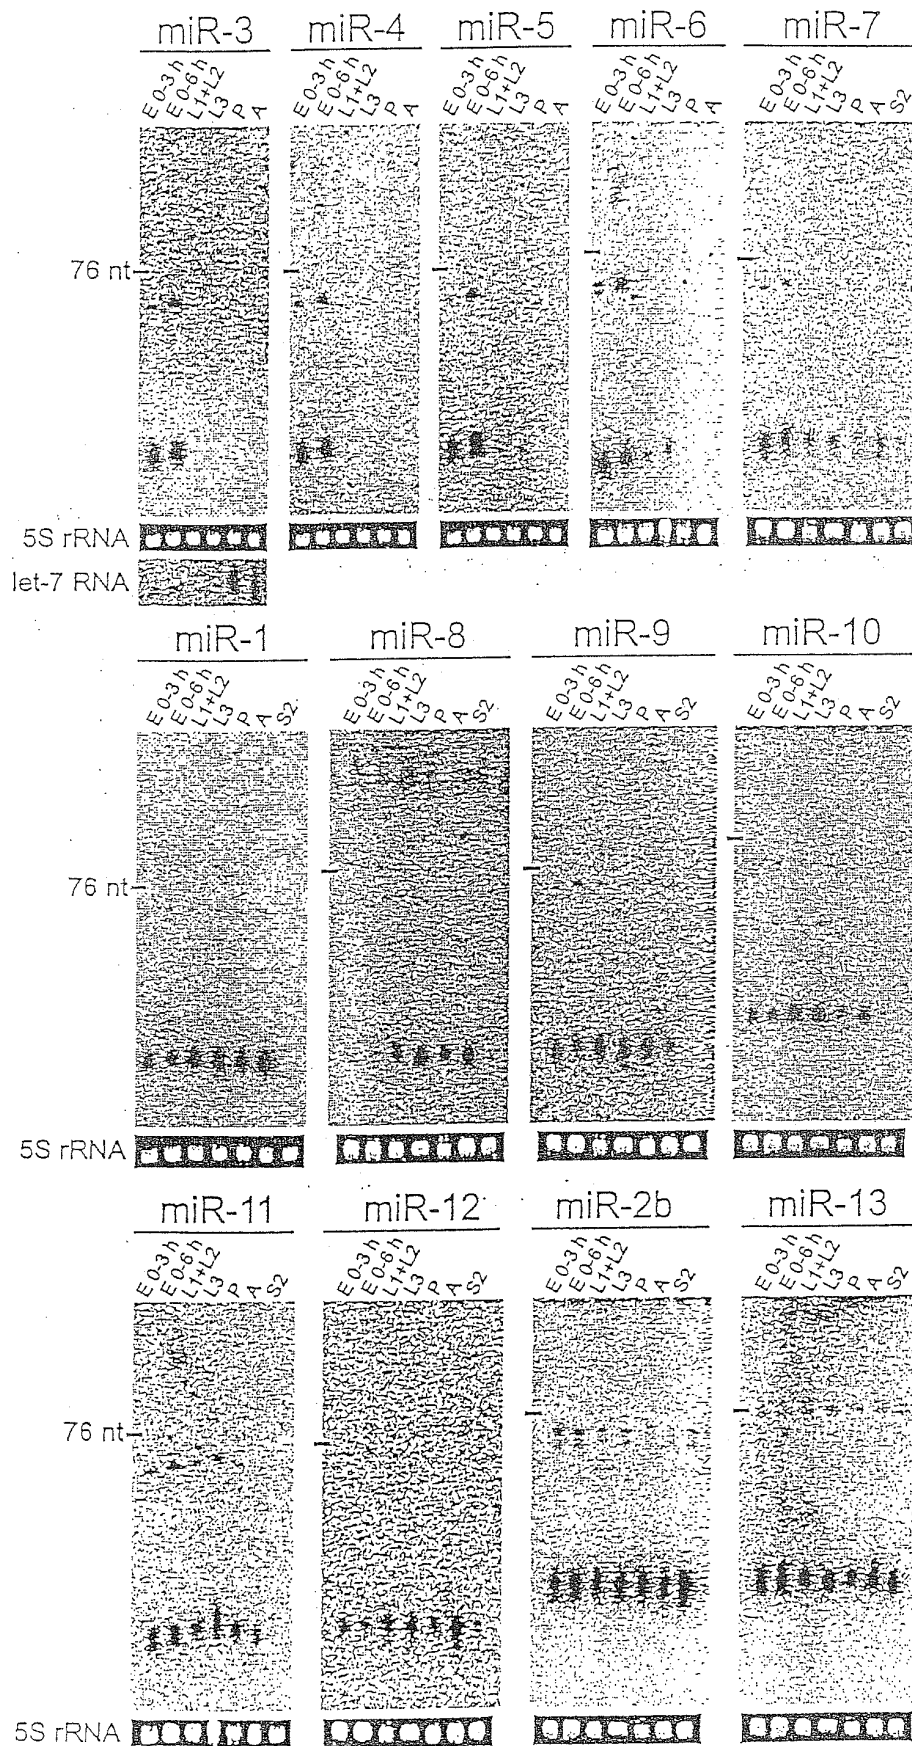 miR-3 miR-4 miR-5 miR-6 miR-7
E 0-3 h E 0-6 h L1+L2 L3 P A E 0-3 h E 0-6 h L1+L2 L3 P A E 0-3 h E 0-6 h L1+L2 L3 P A E 0-3 h E 0-6 h L1+L2 L3 P A E 0-3 h E 0-6 h L1+L2 L3 P A S2
76 nt
5S rRNA
let-7 RNA
miR-1 miR-8 miR-9 miR-10
E 0-3 h E 0-6 h L1+L2 L3 P A S2 E 0-3 h E 0-6 h L1+L2 L3 P A S2 E 0-3 h E 0-6 h L1+L2 L3 P A S2 E 0-3 h E 0-6 h L1+L2 L3 P A S2
76 nt
5S rRNA
miR-11 miR-12 miR-2b miR-13
E 0-3 h E 0-6 h L1+L2 L3 P A S2 E 0-3 h E 0-6 h L1+L2 L3 P A S2 E 0-3 h E 0-6 h L1+L2 L3 P A S2 E 0-3 h E 0-6 h L1+L2 L3 P A S2
76 nt
5S rRNA